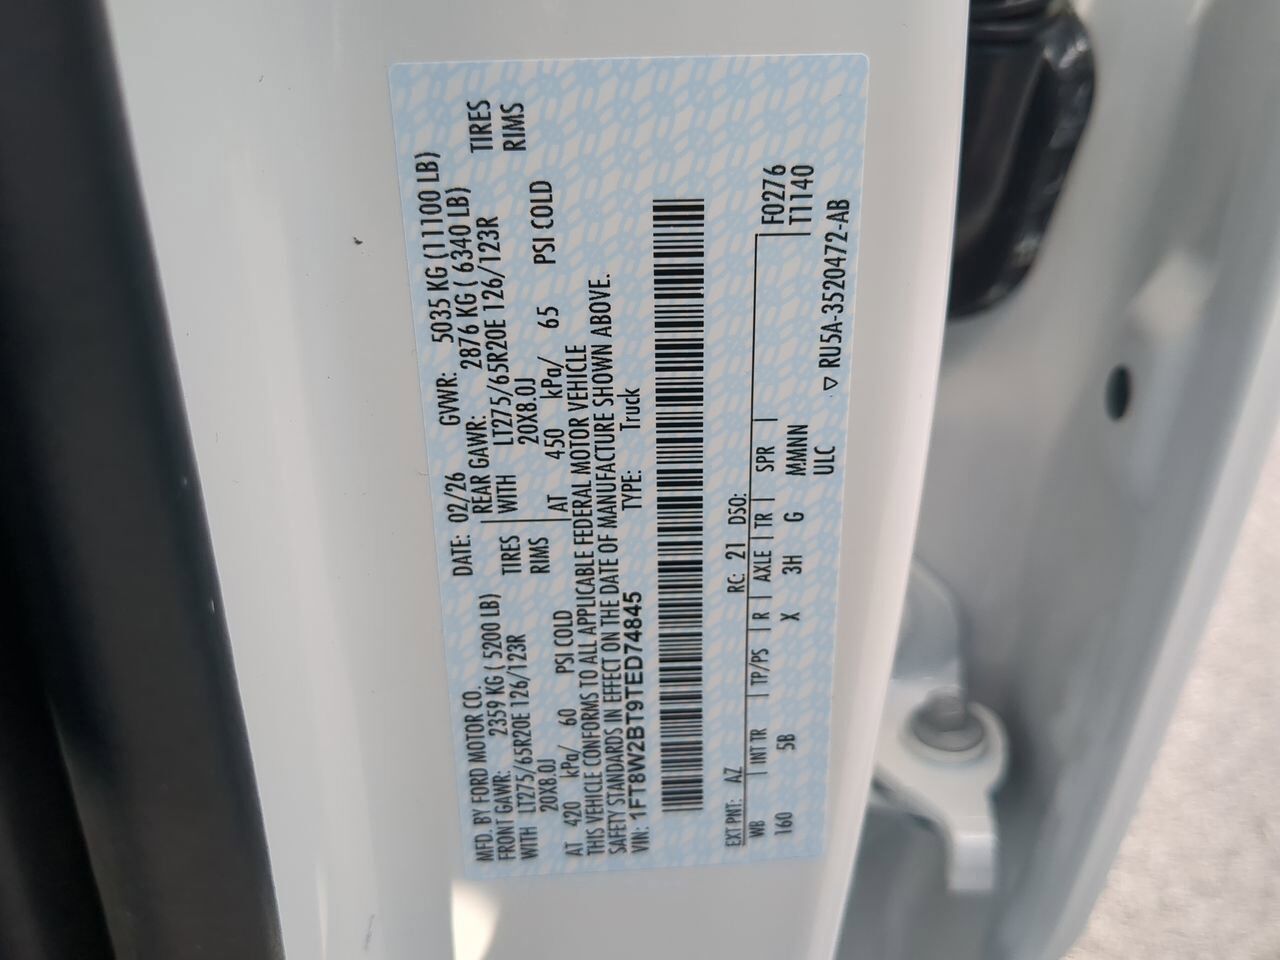 MFD. BY FORD MOTOR CO.
DATE: 02/26 GVWR: 5035 KG (11100 LB)
FRONT GAWR: 2359 KG ( 5200 LB)
REAR GAWR: 2876 KG ( 6340 LB)
WITH LT275/65R20E 126/123R TIRES
WITH LT275/65R20E 126/123R TIRES
20X8.0J RIMS
20X8.0J RIMS
AT 420 kPa/ 60 PSI COLD
AT 450 kPa/ 65 PSI COLD
THIS VEHICLE CONFORMS TO ALL APPLICABLE FEDERAL MOTOR VEHICLE
SAFETY STANDARDS IN EFFECT ON THE DATE OF MANUFACTURE SHOWN ABOVE.
VIN: 1FT8W2BT9TED74845 TYPE: Truck
EXT PNT: AZ RC: 21 DSO:
WB INT TR TP/PS R AXLE TR SPR F0276
160 5B X 3H G MMNNN T1140
ULC ▽ RU5A-3520472-AB